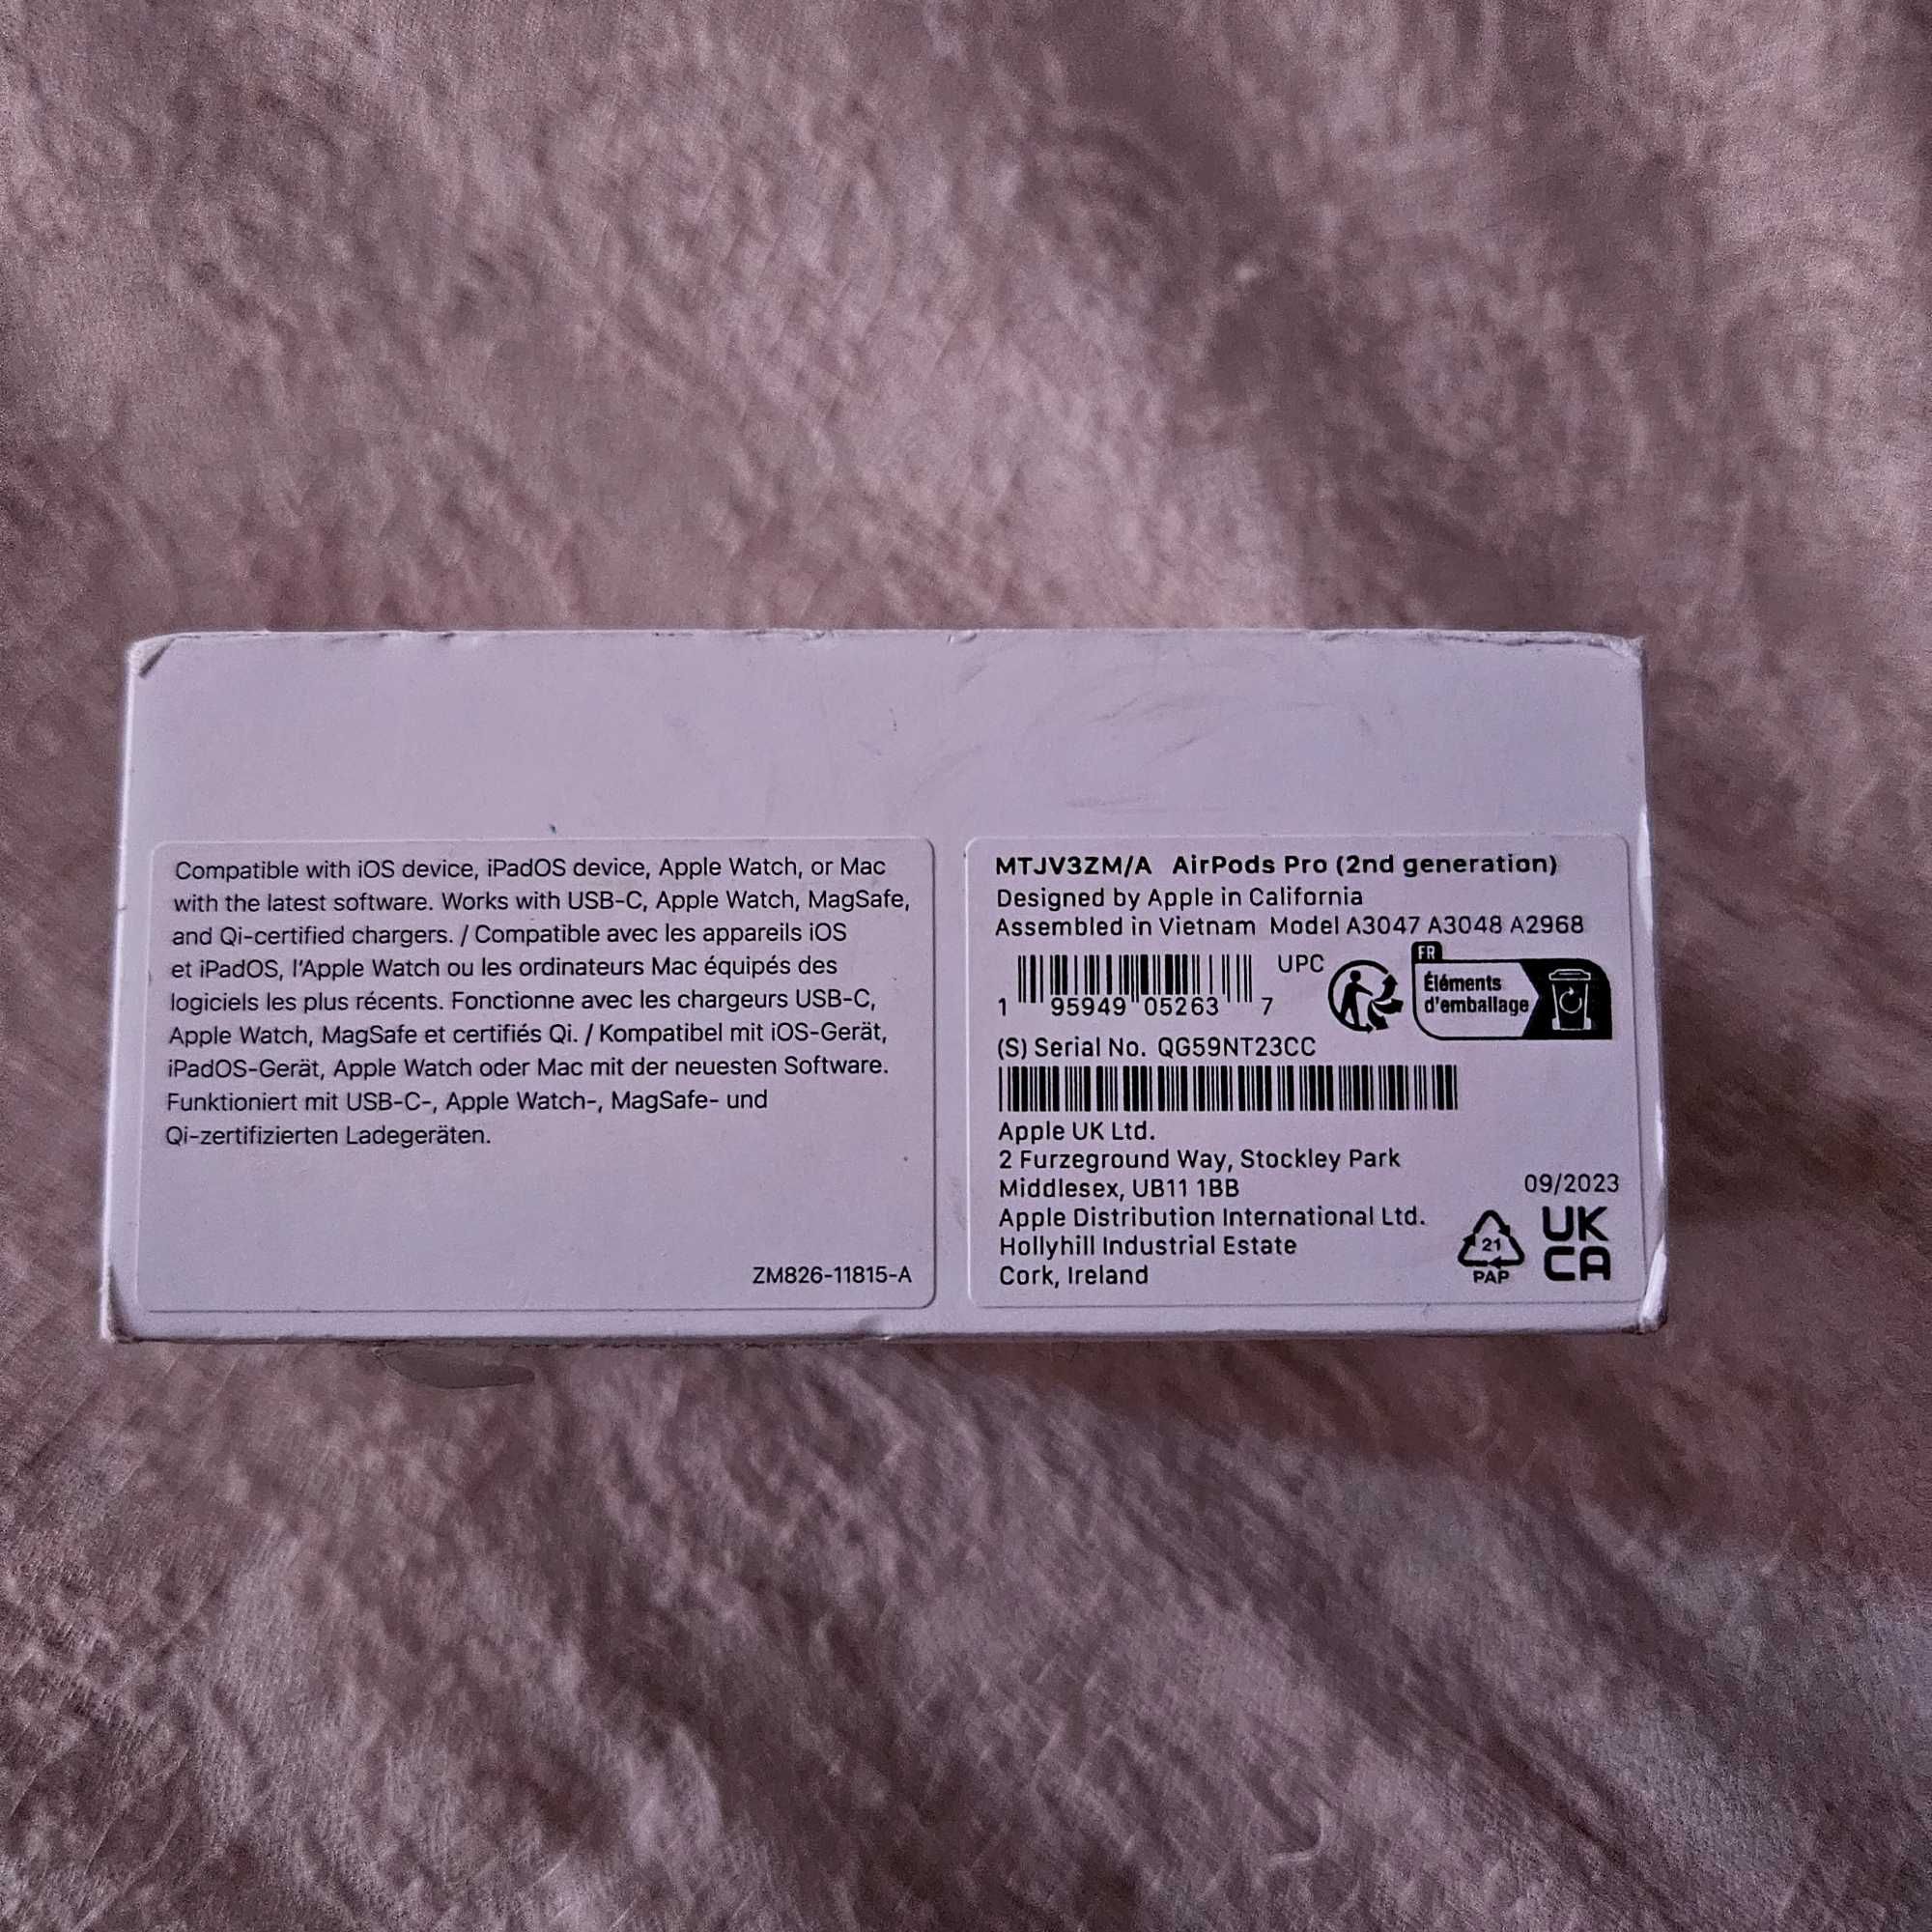 Compatible with iOS device, iPadOS device, Apple Watch, or Mac
with the latest software. Works with USB-C, Apple Watch, MagSafe,
and Qi-certified chargers. / Compatible avec les appareils iOS
et iPadOS, l'Apple Watch ou les ordinateurs Mac équipés des
logiciels les plus récents. Fonctionne avec les chargeurs USB-C,
Apple Watch, MagSafe et certifiés Qi. / Kompatibel mit iOS-Gerät,
iPadOS-Gerät, Apple Watch oder Mac mit der neuesten Software.
Funktioniert mit USB-C-, Apple Watch-, MagSafe- und
Qi-zertifizierten Ladegeräten.
ZM826-11815-A
MTJV3ZM/A AirPods Pro (2nd generation)
Designed by Apple in California
Assembled in Vietnam Model A3047 A3048 A2968
UPC
1 95949 05263 7
FR
Éléments
d'emballage
(S) Serial No. QG59NT23CC
Apple UK Ltd.
2 Furzeground Way, Stockley Park
Middlesex, UB11 1BB
Apple Distribution International Ltd.
Hollyhill Industrial Estate
Cork, Ireland
09/2023
21
PAP
UK
CA